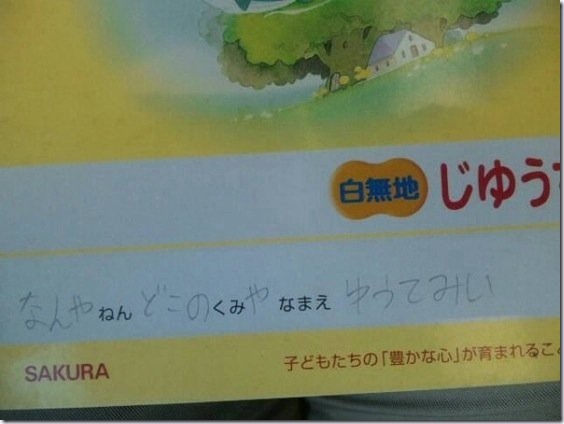 白無地 じゆう
なんやねん どこのくみや なまえ ゆうてみい
SAKURA 子どもたちの「豊かな心」が育まれるこ